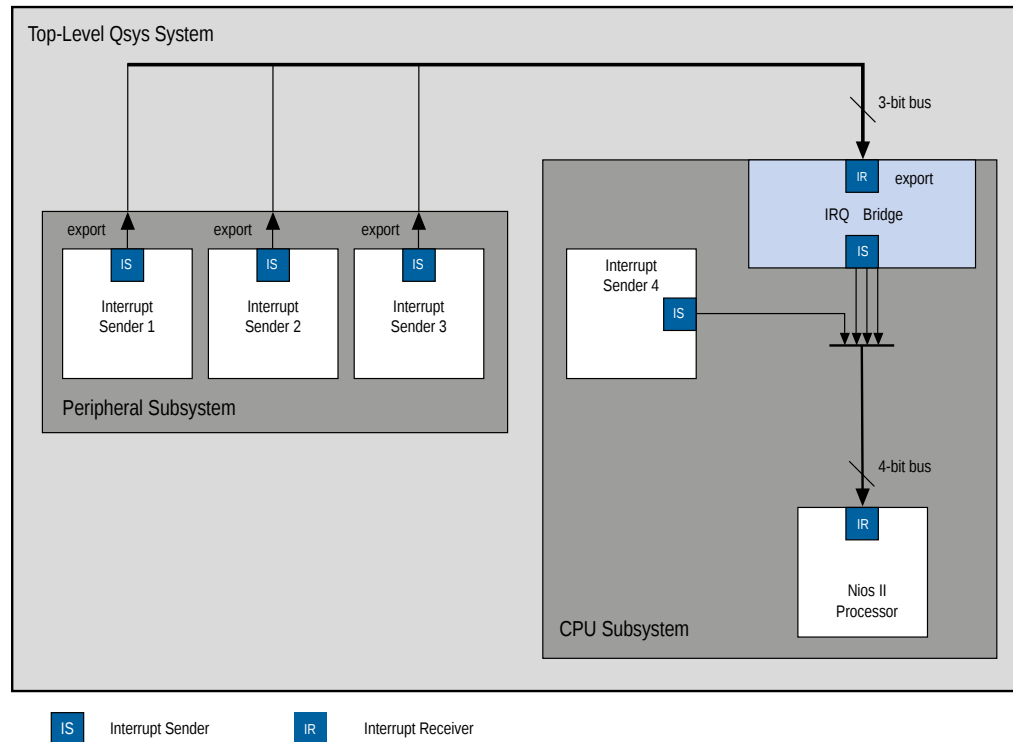 Top-Level Qsys System
3-bit bus
IR
export
IRQ Bridge
IS
export
export
export
IS
IS
IS
Interrupt
Sender 1
Interrupt
Sender 2
Interrupt
Sender 3
Peripheral Subsystem
Interrupt
Sender 4
IS
4-bit bus
IR
Nios II
Processor
CPU Subsystem
IS
Interrupt Sender
IR
Interrupt Receiver